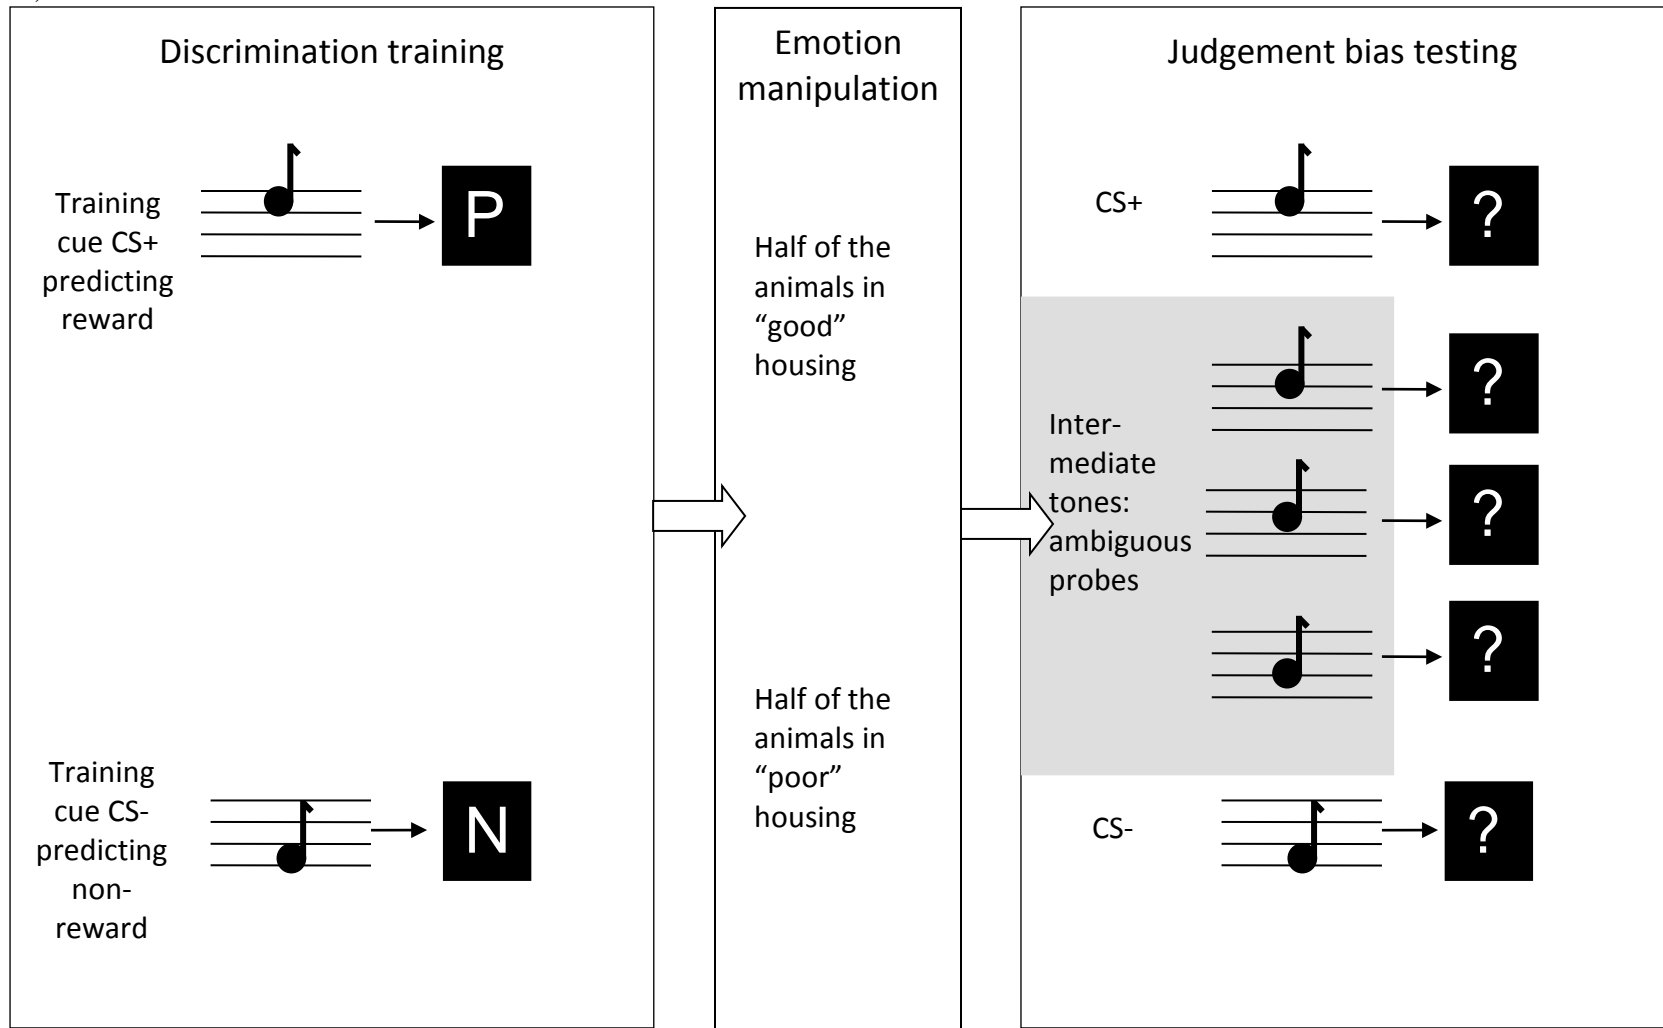 Discrimination training
Training
cue CS+
predicting
reward
P
Training
cue CS-
predicting
non-
reward
N
Emotion
manipulation
Half of the
animals in
“good”
housing
Half of the
animals in
“poor”
housing
Judgement bias testing
CS+
?
Inter-
mediate
tones:
ambiguous
probes
?
?
?
CS-
?